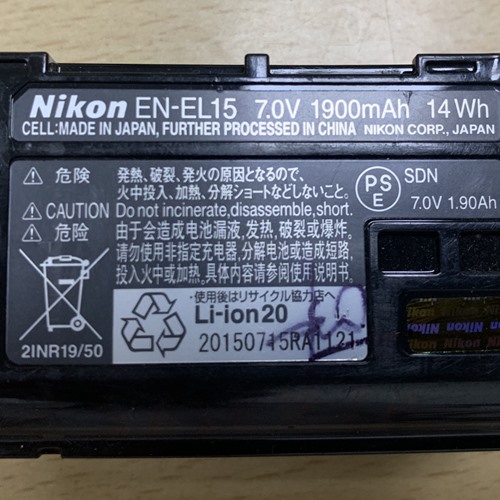 Nikon EN-EL15 7.0V 1900mAh 14Wh
CELL:MADE IN JAPAN, FURTHER PROCESSED IN CHINA NIKON CORP., JAPAN
危険 発熱、破裂、発火の原因となるので、
火中投入、加熱、分解ショートなどしないこと。
CAUTION Do not incinerate,disassemble,short.
危险 由于会造成电池漏液,发热,破裂或爆炸,
请勿使用非指定充电器,分解电池或造成短路,
投入火中或加热.具体内容请参阅使用说明书.
PS
E
SDN
7.0V 1.90Ah
・使用後はリサイクル協力店へ
Li-ion20
20150715RA1121
2INR19/50
Nikon
Nikon